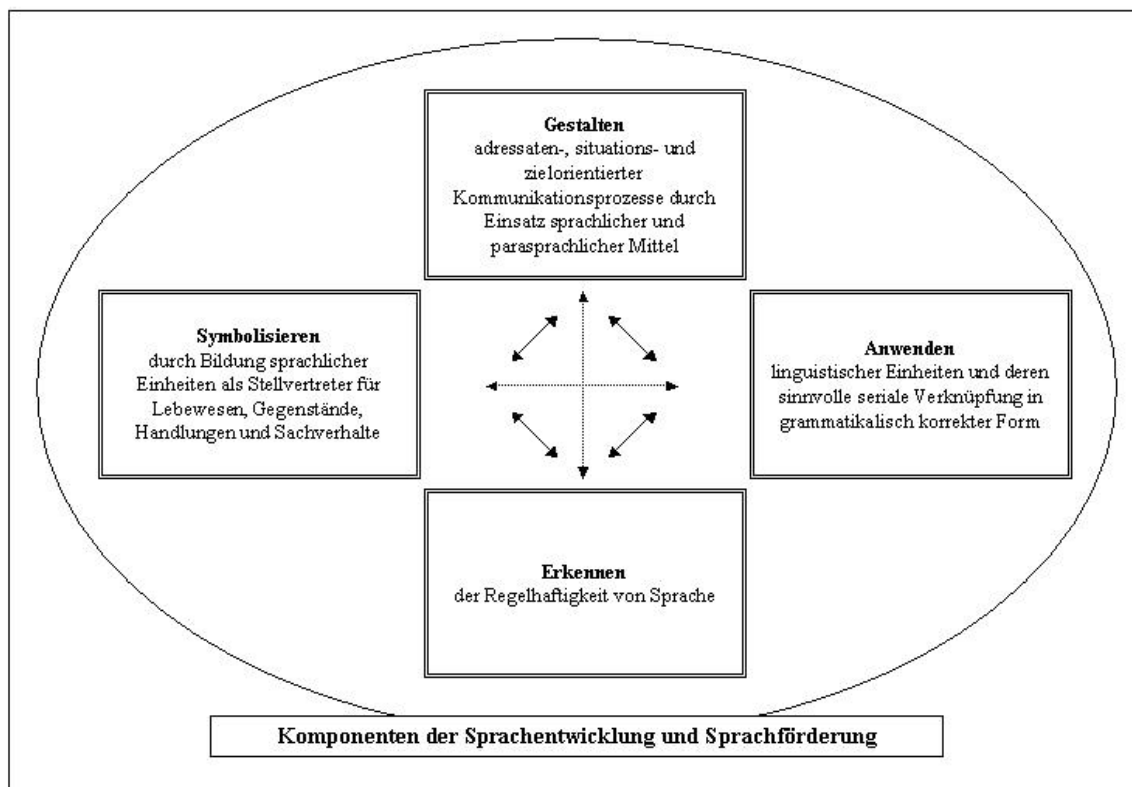 Gestalten
adressaten-, situations- und
zielorientierter
Kommunikationsprozesse durch
Einsatz sprachlicher und
parasprachlicher Mittel
Symbolisieren
durch Bildung sprachlicher
Einheiten als Stellvertreter für
Lebewesen, Gegenstände,
Handlungen und Sachverhalte
Anwenden
linguistischer Einheiten und deren
sinnvolle seriale Verknüpfung in
grammatikalisch korrekter Form
Erkennen
der Regelhaftigkeit von Sprache
Komponenten der Sprachentwicklung und Sprachförderung